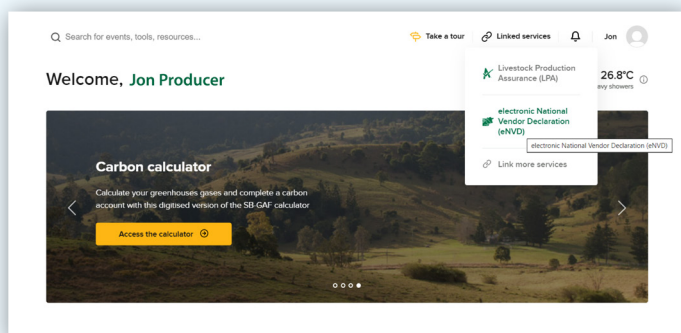 Search for events, tools, resources...
Take a tour
Linked services
Jon
Welcome, Jon Producer
26.8°C
avy showers
Livestock Production
Assurance (LPA)
electronic National
Vendor Declaration
(eNVD)
electronic National Vendor Declaration (eNVD)
Link more services
Carbon calculator
Calculate your greenhouses gases and complete a carbon
account with this digitised version of the SB-GAF calculator
Access the calculator